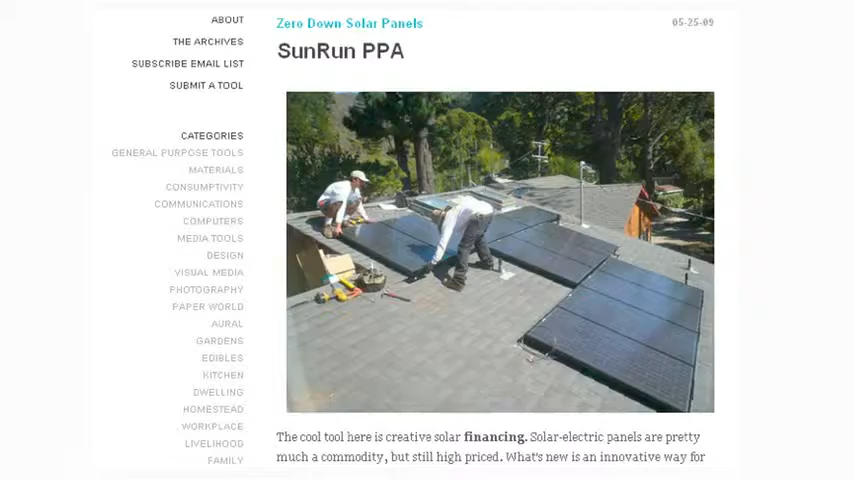 ABOUT
THE ARCHIVES
SUBSCRIBE EMAIL LIST
SUBMIT A TOOL
CATEGORIES
GENERAL PURPOSE TOOLS
MATERIALS
CONSUMPTIVITY
COMMUNICATIONS
COMPUTERS
MEDIA TOOLS
DESIGN
VISUAL MEDIA
PHOTOGRAPHY
PAPER WORLD
AURAL
GARDENS
EDIBLES
KITCHEN
DWELLING
HOMESTEAD
WORKPLACE
LIVELIHOOD
FAMILY
Zero Down Solar Panels
05-25-09
SunRun PPA
The cool tool here is creative solar financing. Solar-electric panels are pretty
much a commodity, but still high priced. What's new is an innovative way for